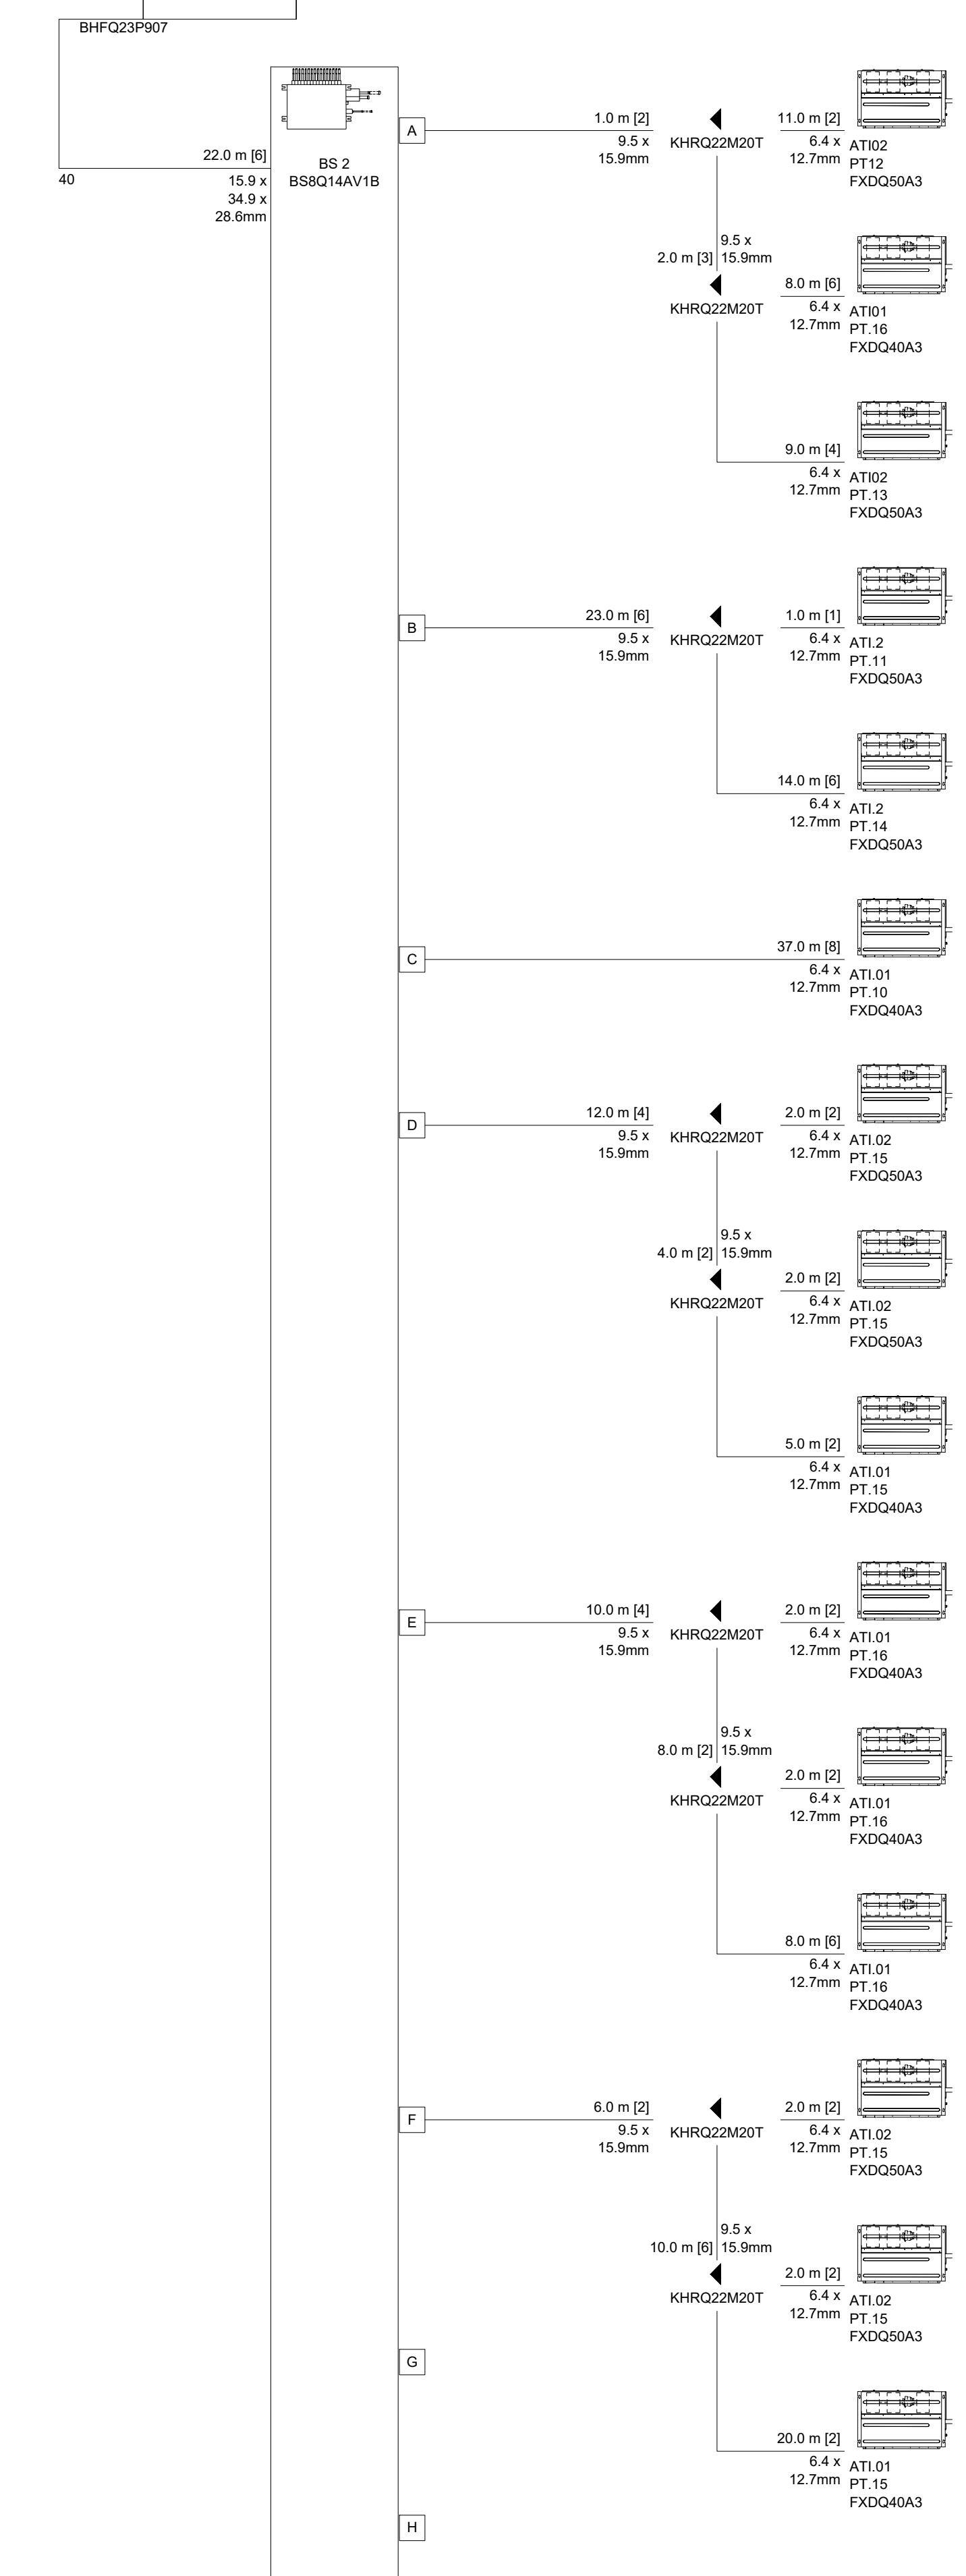 BHFQ23P907
22.0 m [6]
40
15.9 x
34.9 x
28.6mm
BS 2
BS8Q14AV1B
A
1.0 m [2]
9.5 x
15.9mm
KHRQ22M20T
11.0 m [2]
6.4 x
12.7mm
ATI02
PT12
FXDQ50A3
9.5 x
2.0 m [3] 15.9mm
KHRQ22M20T
8.0 m [6]
6.4 x
12.7mm
ATI01
PT.16
FXDQ40A3
9.0 m [4]
6.4 x
12.7mm
ATI02
PT.13
FXDQ50A3
B
23.0 m [6]
9.5 x
15.9mm
KHRQ22M20T
1.0 m [1]
6.4 x
12.7mm
ATI.2
PT.11
FXDQ50A3
14.0 m [6]
6.4 x
12.7mm
ATI.2
PT.14
FXDQ50A3
C
37.0 m [8]
6.4 x
12.7mm
ATI.01
PT.10
FXDQ40A3
D
12.0 m [4]
9.5 x
15.9mm
KHRQ22M20T
2.0 m [2]
6.4 x
12.7mm
ATI.02
PT.15
FXDQ50A3
9.5 x
4.0 m [2] 15.9mm
KHRQ22M20T
2.0 m [2]
6.4 x
12.7mm
ATI.02
PT.15
FXDQ50A3
5.0 m [2]
6.4 x
12.7mm
ATI.01
PT.15
FXDQ40A3
E
10.0 m [4]
9.5 x
15.9mm
KHRQ22M20T
2.0 m [2]
6.4 x
12.7mm
ATI.01
PT.16
FXDQ40A3
9.5 x
8.0 m [2] 15.9mm
KHRQ22M20T
2.0 m [2]
6.4 x
12.7mm
ATI.01
PT.16
FXDQ40A3
8.0 m [6]
6.4 x
12.7mm
ATI.01
PT.16
FXDQ40A3
F
6.0 m [2]
9.5 x
15.9mm
KHRQ22M20T
2.0 m [2]
6.4 x
12.7mm
ATI.02
PT.15
FXDQ50A3
9.5 x
10.0 m [6] 15.9mm
KHRQ22M20T
2.0 m [2]
6.4 x
12.7mm
ATI.02
PT.15
FXDQ50A3
G
20.0 m [2]
6.4 x
12.7mm
ATI.01
PT.15
FXDQ40A3
H